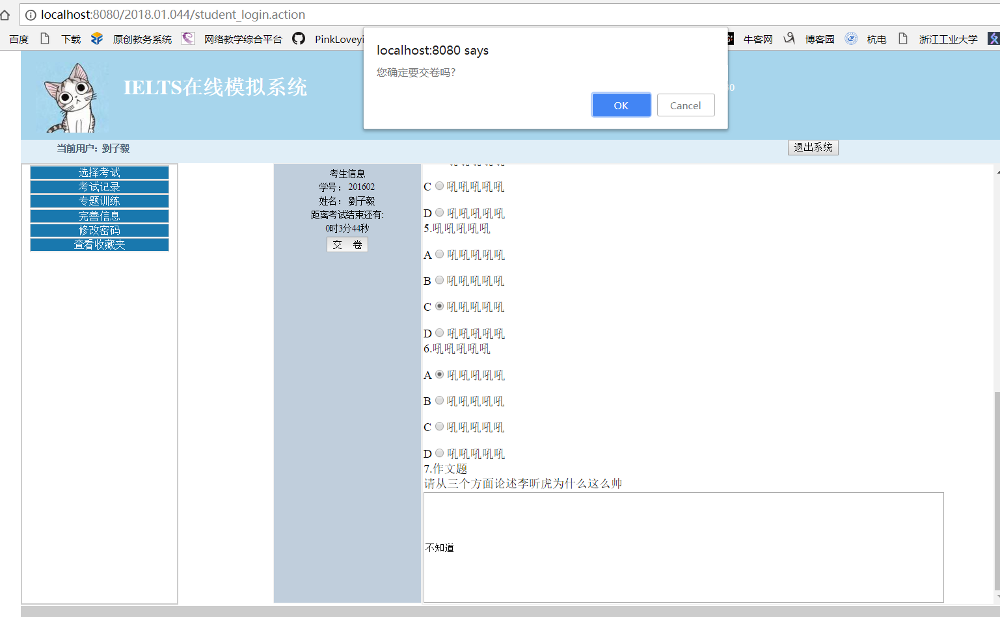 localhost:8080/2018.01.044/student_login.action
百度 下载 原创教务系统 网络教学综合平台 PinkLoveyi 牛客网 博客园 杭电 浙江工业大学
localhost:8080 says
您确定要交卷吗?
OK Cancel
IELTS在线模拟系统
当前用户：劉子毅
退出系统
选择考试
考试记录
专题训练
完善信息
修改密码
查看收藏夹
考生信息
学号： 201602
姓名： 劉子毅
距离考试结束还有:
0时3分44秒
交 卷
C 吼吼吼吼吼
D 吼吼吼吼吼
5.吼吼吼吼吼
A 吼吼吼吼吼
B 吼吼吼吼吼
C 吼吼吼吼吼
D 吼吼吼吼吼
6.吼吼吼吼吼
A 吼吼吼吼吼
B 吼吼吼吼吼
C 吼吼吼吼吼
D 吼吼吼吼吼
7.作文题
请从三个方面论述李昕虎为什么这么帅
不知道